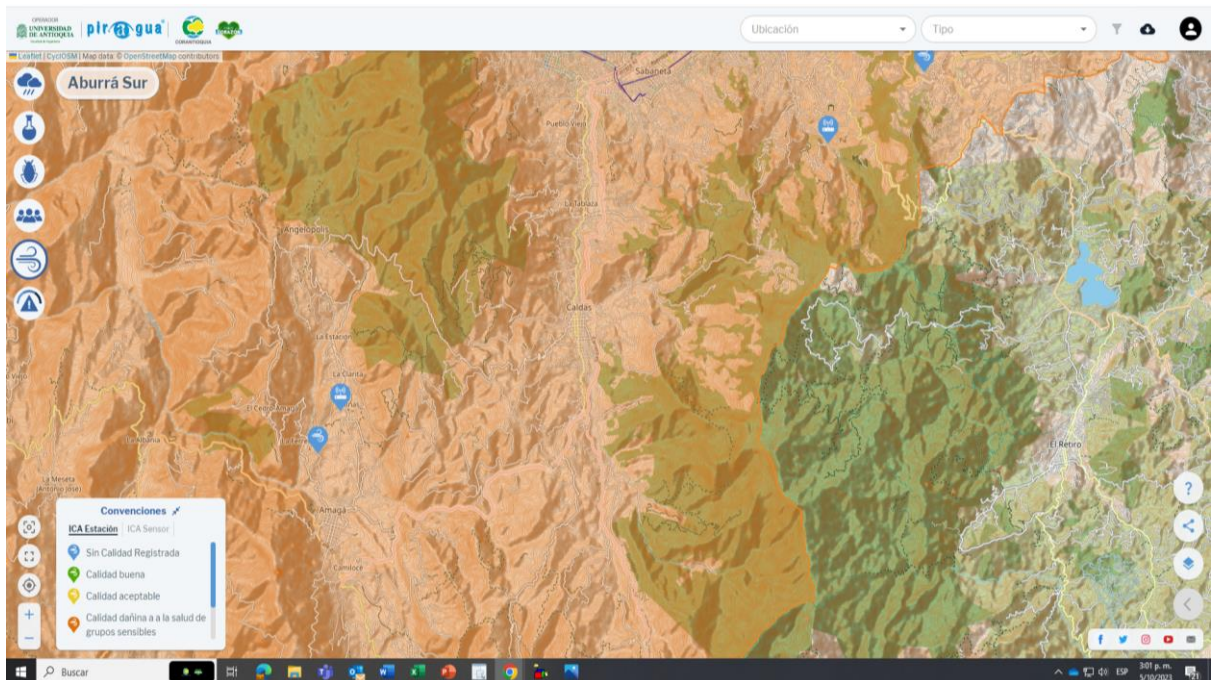 OPERADOR
UNIVERSIDAD
DE ANTIOQUIA
piragua
CORANTIOQUIA
Ubicación
Tipo
Leaflet | CyclOSM | Map data: © OpenStreetMap contributors
Aburrá Sur
Sabaneta
Pueblo Viejo
La Tablaza
Angelópolis
Caldas
La Estación
La Clarita
La Albania
El Retiro
La Meseta
Amagá
Camilocé
Convenciones
ICA Estación ICA Sensor
Sin Calidad Registrada
Calidad buena
Calidad aceptable
Calidad dañina a a la salud de
grupos sensibles
?
+
−
Buscar
ESP
3:01 p. m.
5/10/2023
21